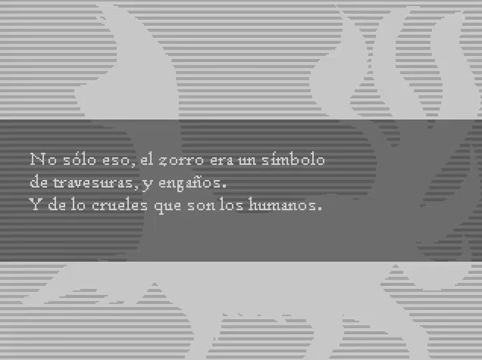 No sólo eso, el zorro era un símbolo
de travesuras, y engaños.
Y de lo crueles que son los humanos.